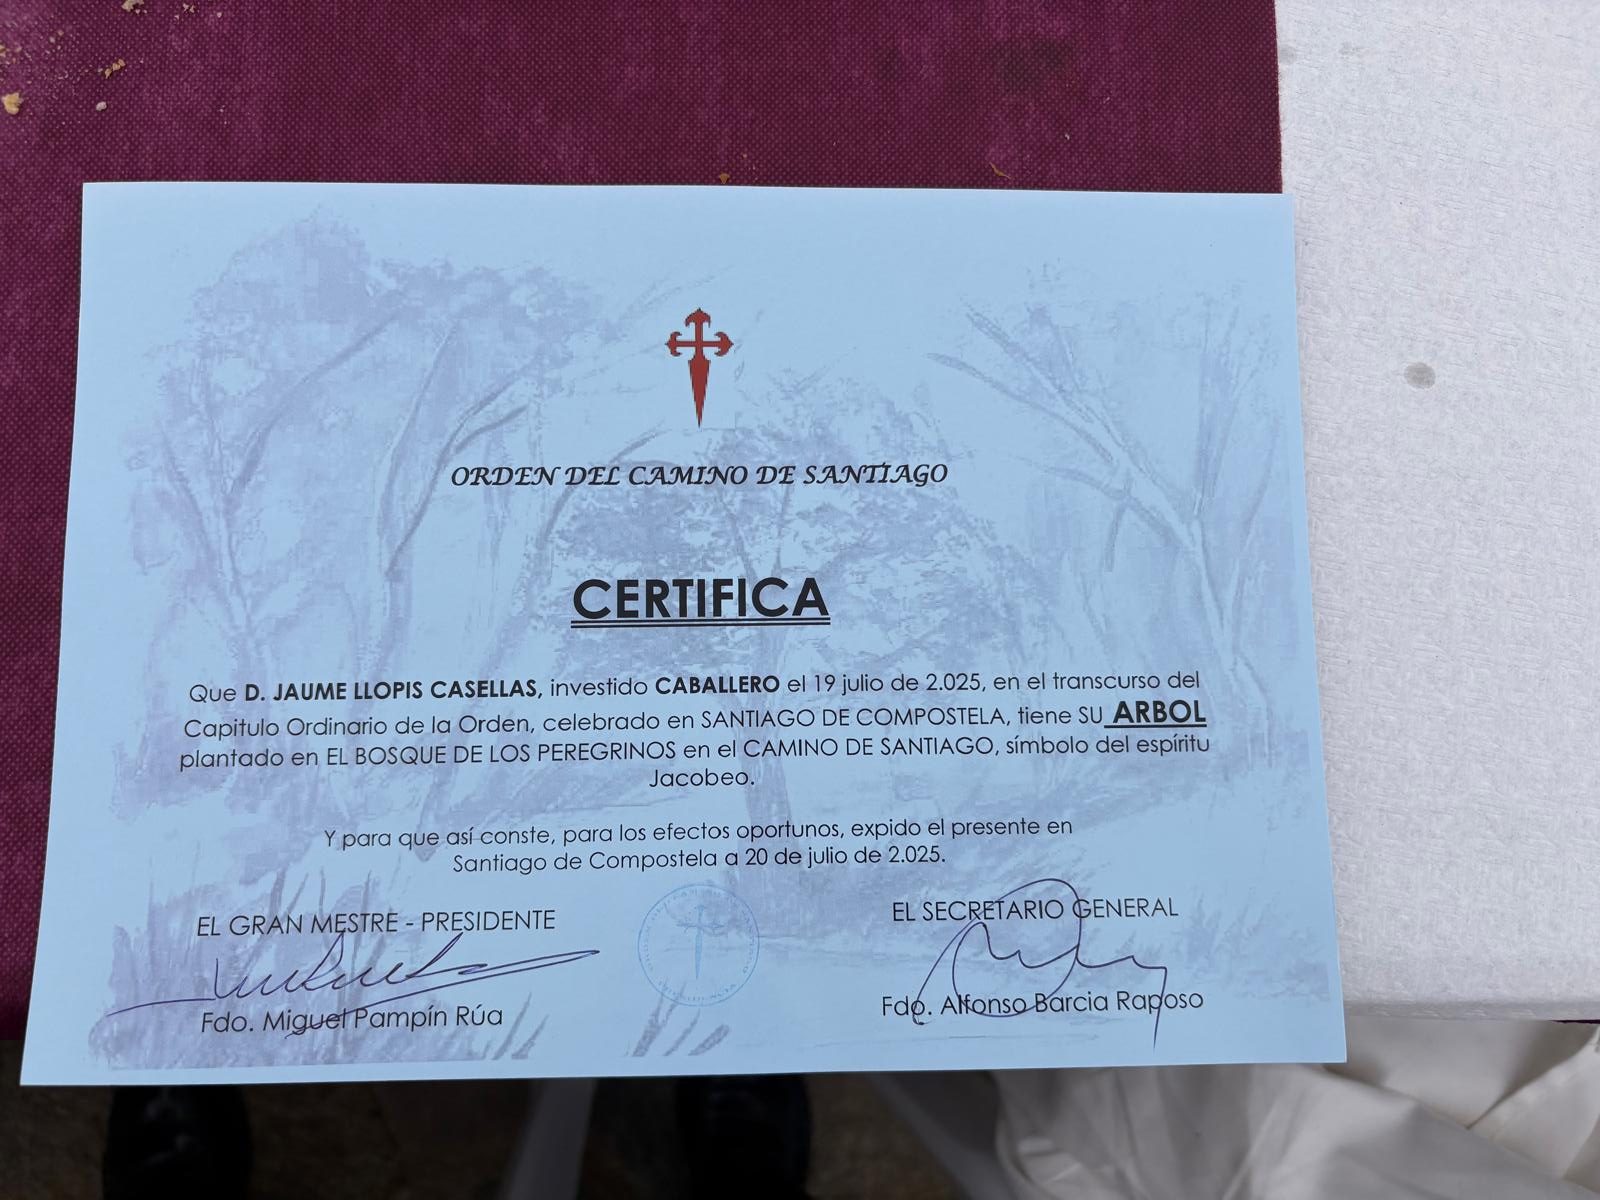 ORDEN DEL CAMINO DE SANTIAGO
CERTIFICA
Que D. JAUME LLOPIS CASELLAS, investido CABALLERO el 19 julio de 2.025, en el transcurso del
Capitulo Ordinario de la Orden, celebrado en SANTIAGO DE COMPOSTELA, tiene SU ARBOL
plantado en EL BOSQUE DE LOS PEREGRINOS en el CAMINO DE SANTIAGO, símbolo del espíritu
Jacobeo.
Y para que así conste, para los efectos oportunos, expido el presente en
Santiago de Compostela a 20 de julio de 2.025.
EL GRAN MESTRE - PRESIDENTE
Fdo. Miguel Pampín Rúa
EL SECRETARIO GENERAL
Fdo. Alfonso Barcia Raposo